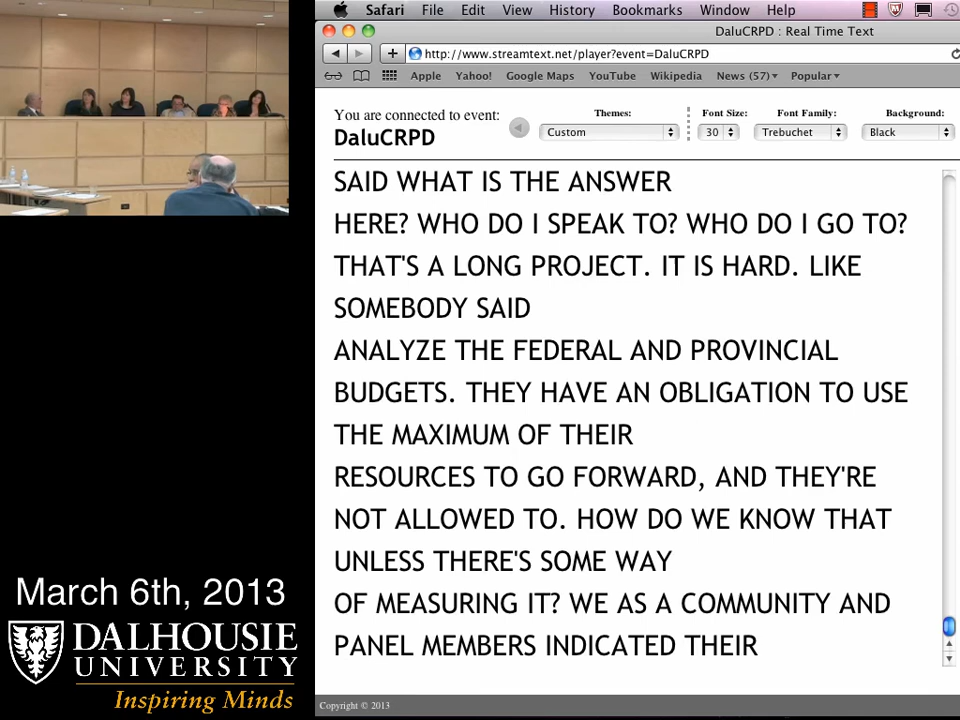 Safari File Edit View History Bookmarks Window Help
DaluCRPD : Real Time Text
http://www.streamtext.net/player?event=DaluCRPD
Apple Yahoo! Google Maps YouTube Wikipedia News (57)▾ Popular▾
You are connected to event:
DaluCRPD
Themes: Font Size: Font Family: Background:
Custom 30 Trebuchet Black
SAID WHAT IS THE ANSWER
HERE? WHO DO I SPEAK TO? WHO DO I GO TO?
THAT'S A LONG PROJECT. IT IS HARD. LIKE
SOMEBODY SAID
ANALYZE THE FEDERAL AND PROVINCIAL
BUDGETS. THEY HAVE AN OBLIGATION TO USE
THE MAXIMUM OF THEIR
RESOURCES TO GO FORWARD, AND THEY'RE
NOT ALLOWED TO. HOW DO WE KNOW THAT
UNLESS THERE'S SOME WAY
OF MEASURING IT? WE AS A COMMUNITY AND
PANEL MEMBERS INDICATED THEIR
Copyright © 2013
March 6th, 2013
DALHOUSIE
UNIVERSITY
Inspiring Minds